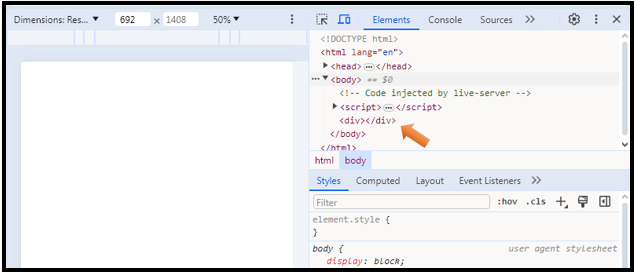 Dimensions: Res... 692 x 1408 50%
Elements Console Sources
<!DOCTYPE html>
<html lang="en">
<head> ... </head>
... <body> == $0
<!-- Code injected by live-server -->
<script> ... </script>
<div></div>
</body>
</html>
html body
Styles Computed Layout Event Listeners
Filter :hov .cls
element.style {
}
body { user agent stylesheet
display: block;